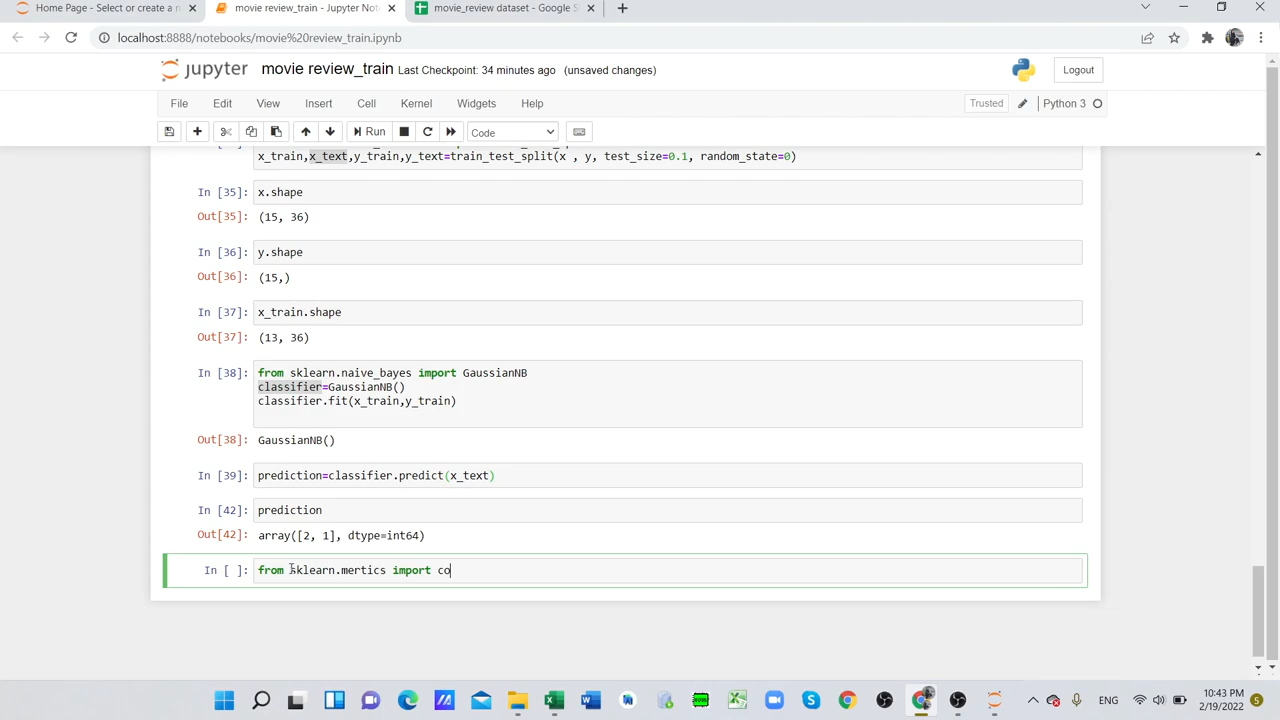 Home Page - Select or create a n
movie review_train - Jupyter Not
movie_review dataset - Google S
localhost:8888/notebooks/movie%20review_train.ipynb
jupyter movie review_train Last Checkpoint: 34 minutes ago (unsaved changes)
Logout
File Edit View Insert Cell Kernel Widgets Help
Trusted Python 3
Run Code
x_train,x_text,y_train,y_text=train_test_split(x , y, test_size=0.1, random_state=0)
In [35]: x.shape
Out[35]: (15, 36)
In [36]: y.shape
Out[36]: (15,)
In [37]: x_train.shape
Out[37]: (13, 36)
In [38]: from sklearn.naive_bayes import GaussianNB
classifier=GaussianNB()
classifier.fit(x_train,y_train)
Out[38]: GaussianNB()
In [39]: prediction=classifier.predict(x_text)
In [42]: prediction
Out[42]: array([2, 1], dtype=int64)
In [ ]: from sklearn.mertics import co
ENG
10:43 PM
2/19/2022
5